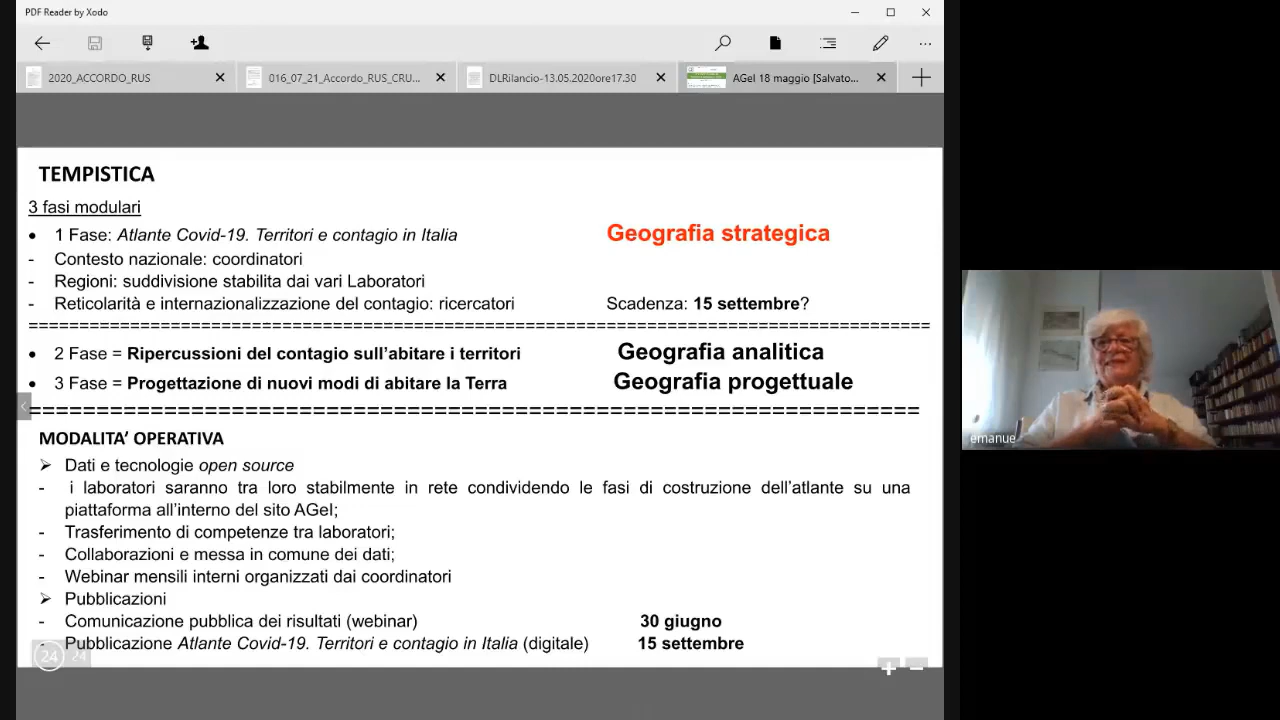 PDF Reader by Xodo
2020_ACCORDO_RUS
016_07_21_Accordo_RUS_CRU...
DLRilancio-13.05.2020ore17.30
AGeI 18 maggio [Salvato...
TEMPISTICA
3 fasi modulari
• 1 Fase: Atlante Covid-19. Territori e contagio in Italia Geografia strategica
- Contesto nazionale: coordinatori
- Regioni: suddivisione stabilita dai vari Laboratori
- Reticolarità e internazionalizzazione del contagio: ricercatori Scadenza: 15 settembre?
• 2 Fase = Ripercussioni del contagio sull'abitare i territori Geografia analitica
• 3 Fase = Progettazione di nuovi modi di abitare la Terra Geografia progettuale
MODALITA' OPERATIVA
➢ Dati e tecnologie open source
- i laboratori saranno tra loro stabilmente in rete condividendo le fasi di costruzione dell'atlante su una
piattaforma all'interno del sito AGeI;
- Trasferimento di competenze tra laboratori;
- Collaborazioni e messa in comune dei dati;
- Webinar mensili interni organizzati dai coordinatori
➢ Pubblicazioni
- Comunicazione pubblica dei risultati (webinar) 30 giugno
- Pubblicazione Atlante Covid-19. Territori e contagio in Italia (digitale) 15 settembre
24 24
emanue